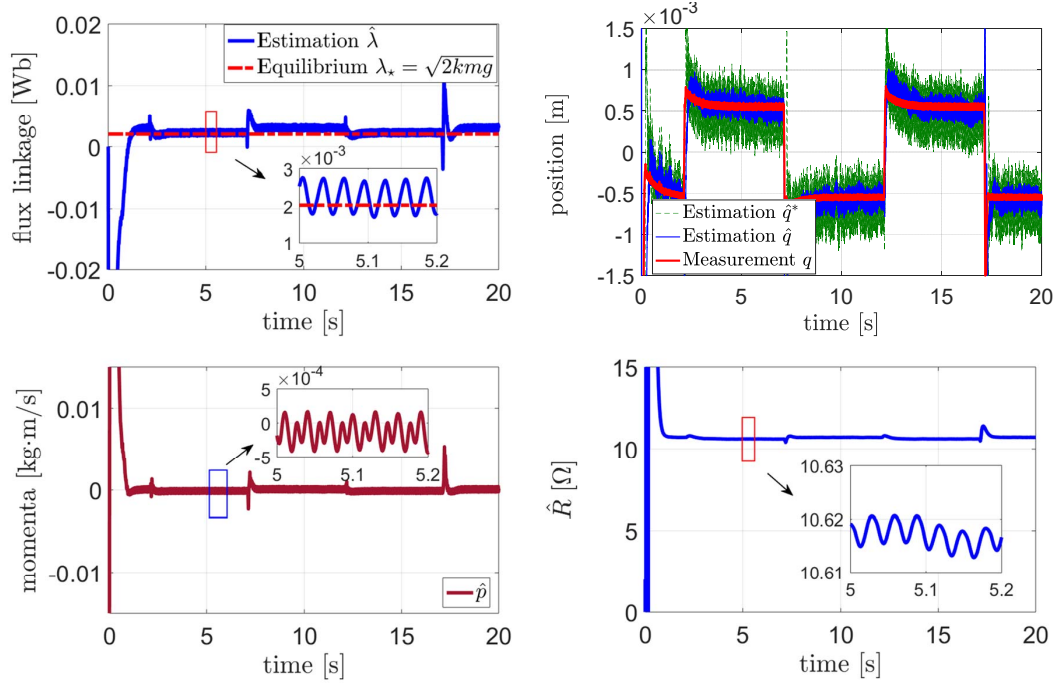 0.02
0.01
0
-0.01
-0.02
flux linkage [Wb]
Estimation λ̂
Equilibrium λ⋆ = √2kmg
×10⁻³
3
2
1
5 5.1 5.2
0 5 10 15 20
time [s]
×10⁻³
1.5
1
0.5
0
-0.5
-1
-1.5
position [m]
Estimation q̂*
Estimation q̂
Measurement q
0 5 10 15 20
time [s]
0.01
0
-0.01
momenta [kg·m/s]
×10⁻⁴
5
0
-5
5 5.1 5.2
p̂
0 5 10 15 20
time [s]
15
10
5
0
R̂ [Ω]
10.63
10.62
10.61
5 5.1 5.2
0 5 10 15 20
time [s]